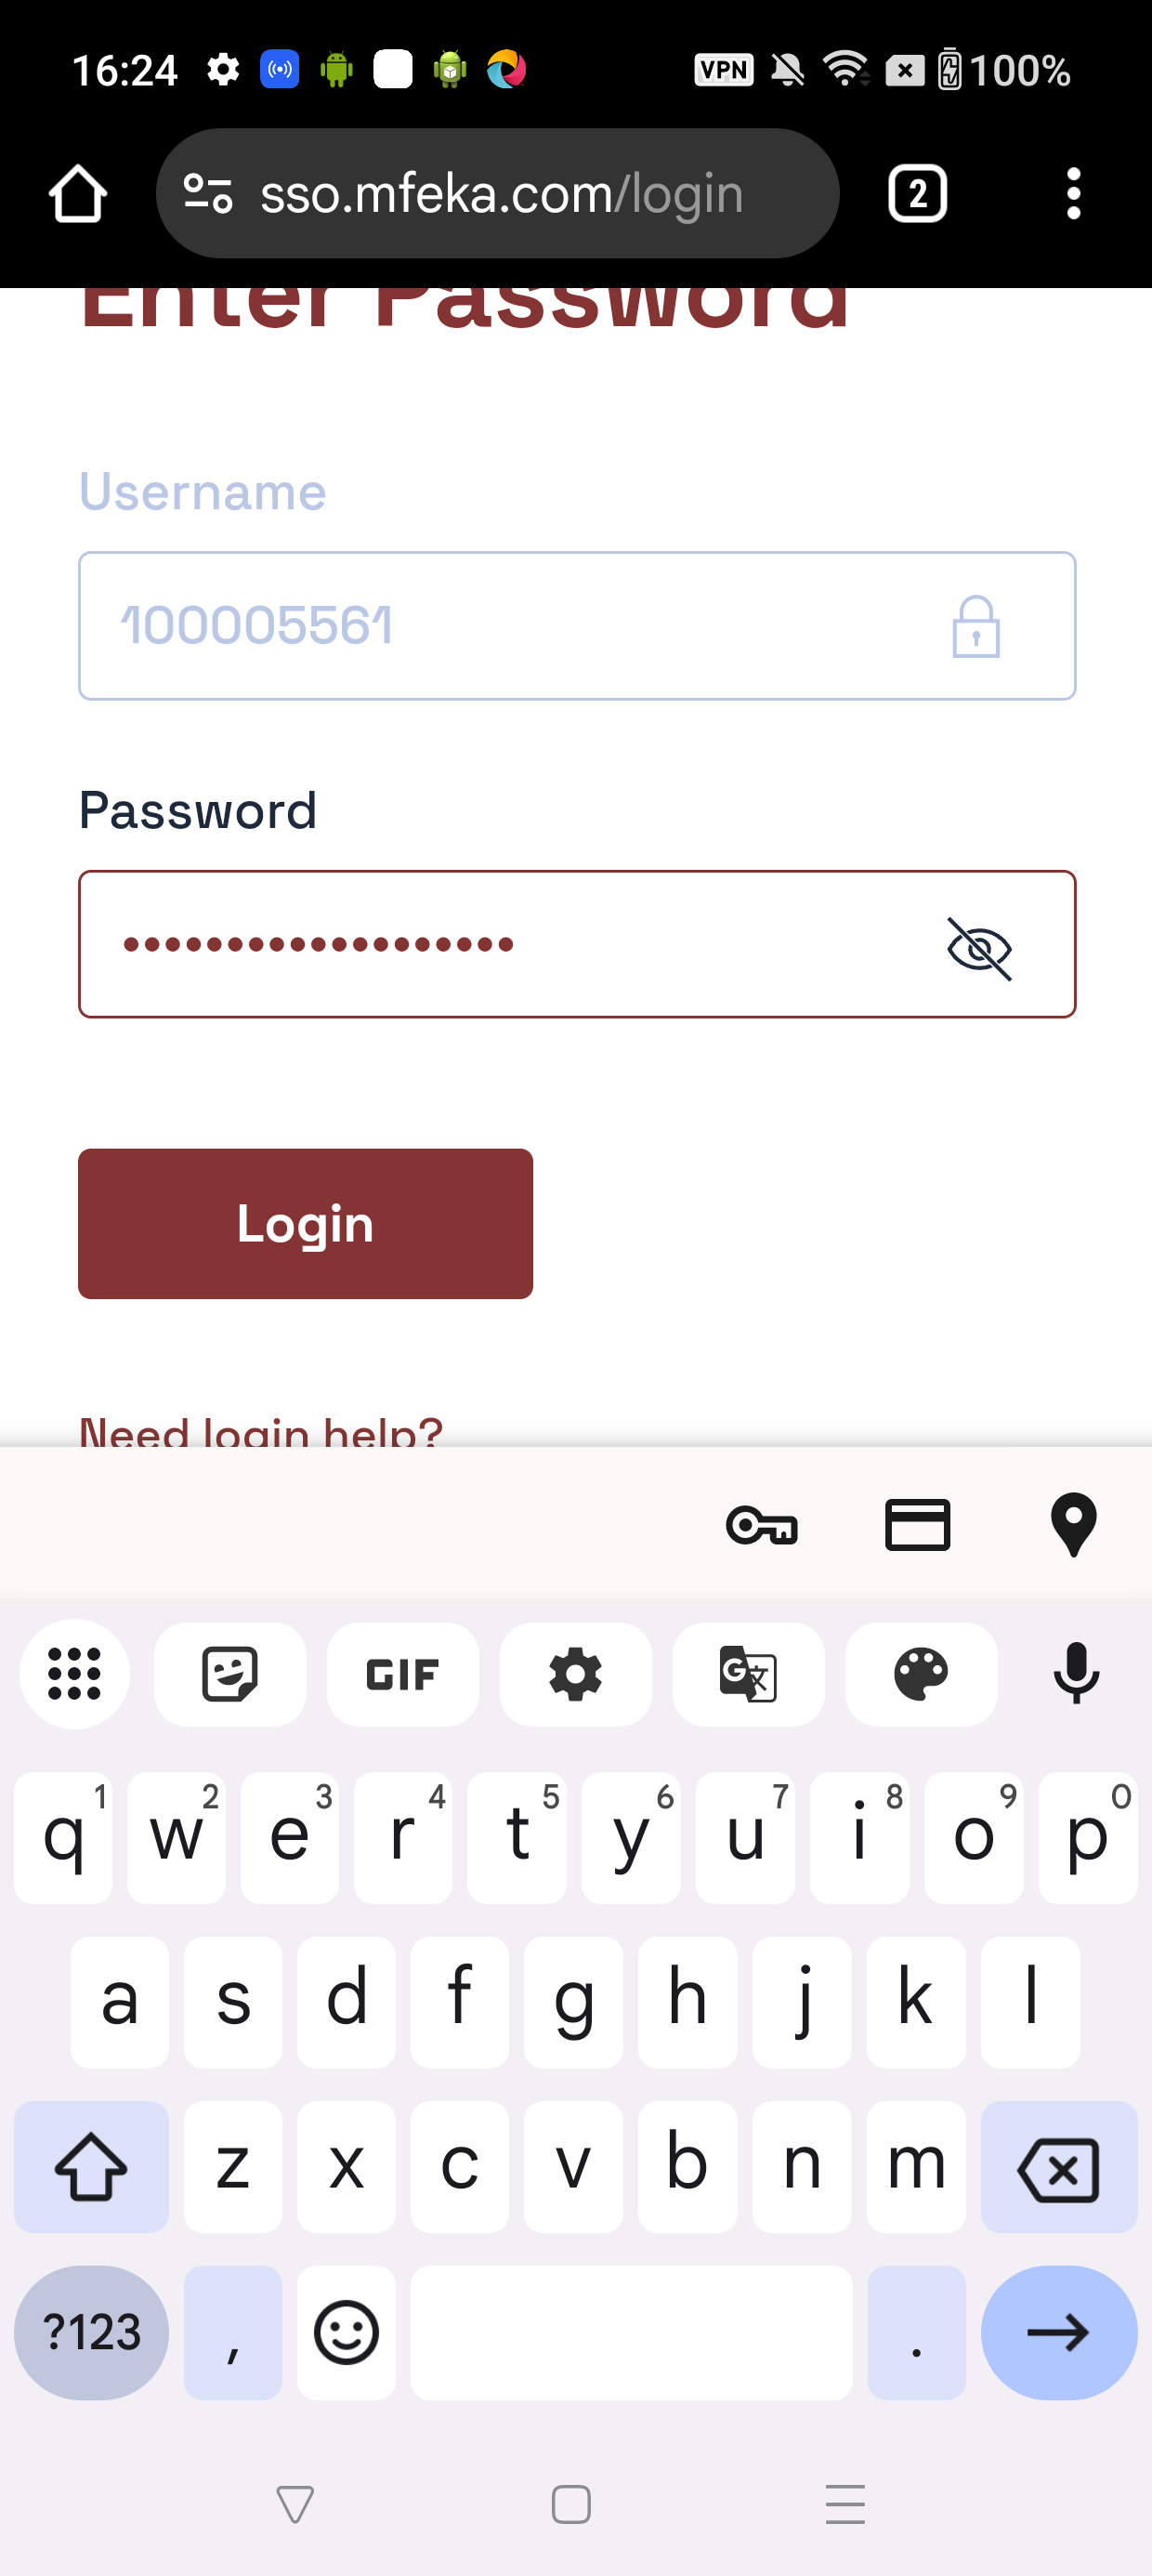 16:24 VPN 100%
sso.mfeka.com/login 2
Enter Password
Username
100005561
Password
•••••••••••••••••••
Login
Need login help?
GIF G
q1 w2 e3 r4 t5 y6 u7 i8 o9 p0
a s d f g h j k l
z x c v b n m
?123 , .